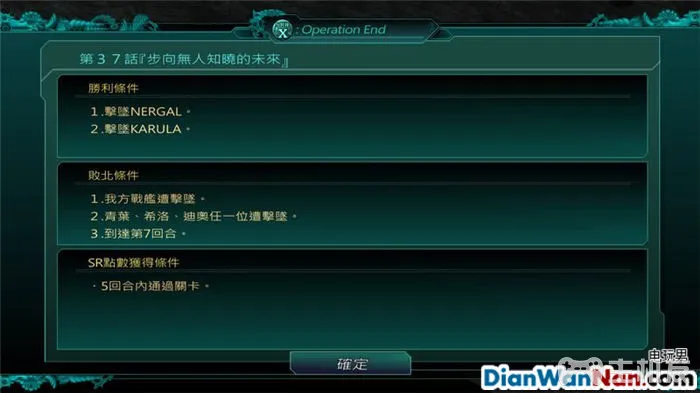 X : Operation End
第３７話『步向無人知曉的未來』
勝利條件
１.擊墜NERGAL。
２.擊墜KARULA。
敗北條件
１.我方戰艦遭擊墜。
２.青葉、希洛、迪奧任一位遭擊墜。
３.到達第7回合。
SR點數獲得條件
‧5回合內通過關卡。
確定
电玩男
DianWanNan.com